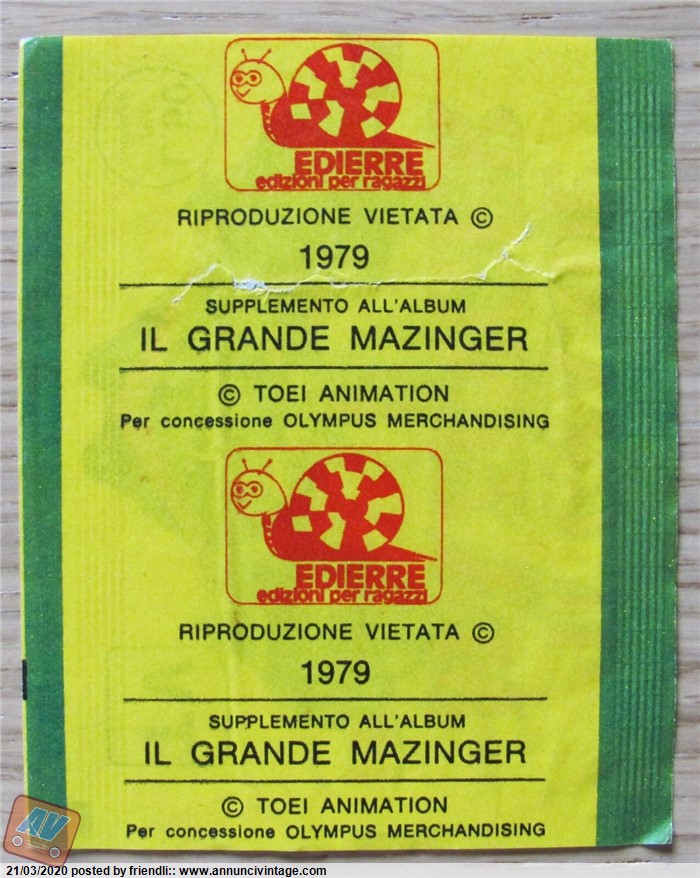 EDIERRE
edizioni per ragazzi
RIPRODUZIONE VIETATA ©
1979
SUPPLEMENTO ALL'ALBUM
IL GRANDE MAZINGER
© TOEI ANIMATION
Per concessione OLYMPUS MERCHANDISING
EDIERRE
edizioni per ragazzi
RIPRODUZIONE VIETATA ©
1979
SUPPLEMENTO ALL'ALBUM
IL GRANDE MAZINGER
© TOEI ANIMATION
Per concessione OLYMPUS MERCHANDISING
AV
21/03/2020 posted by friendli:: www.annuncivintage.com